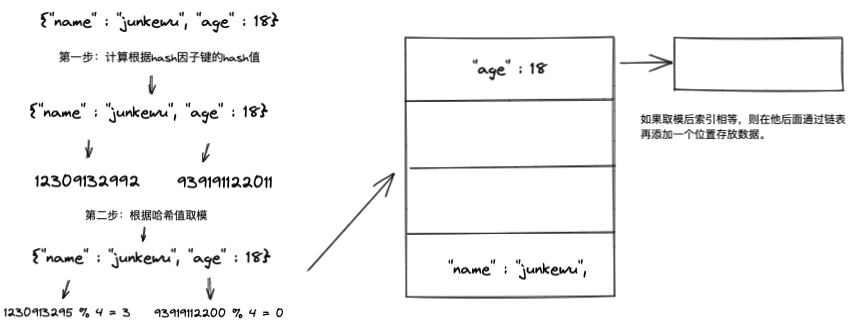 {"name" : "junkewu", "age" : 18}
第一步：计算根据hash因子键的hash值
{"name" : "junkewu", "age" : 18}
12309132992 939191122011
第二步：根据哈希值取模
{"name" : "junkewu", "age" : 18}
1230913295 % 4 = 3 93919112200 % 4 = 0
"age" : 18
"name" : "junkewu",
如果取模后索引相等，则在他后面通过链表
再添加一个位置存放数据。